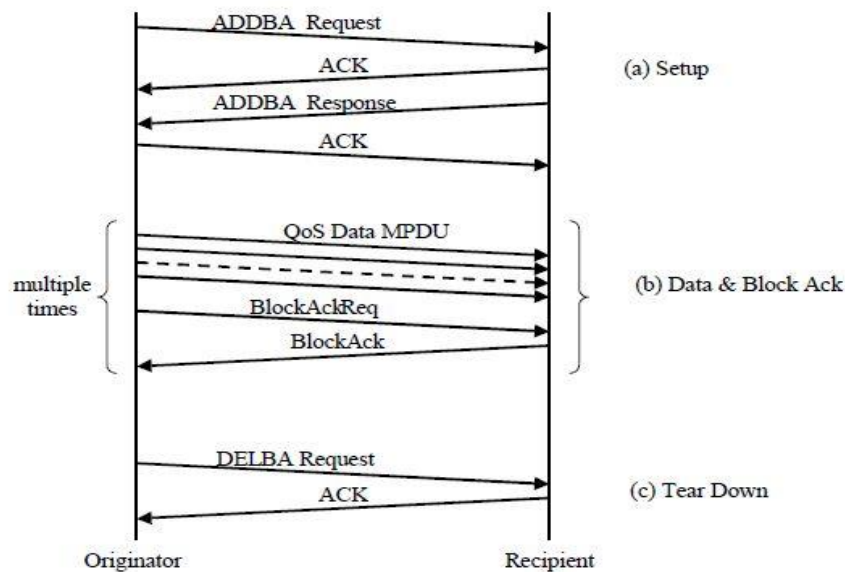 ADDBA Request
ACK
(a) Setup
ADDBA Response
ACK
QoS Data MPDU
multiple
times
(b) Data & Block Ack
BlockAckReq
BlockAck
DELBA Request
ACK
(c) Tear Down
Originator
Recipient